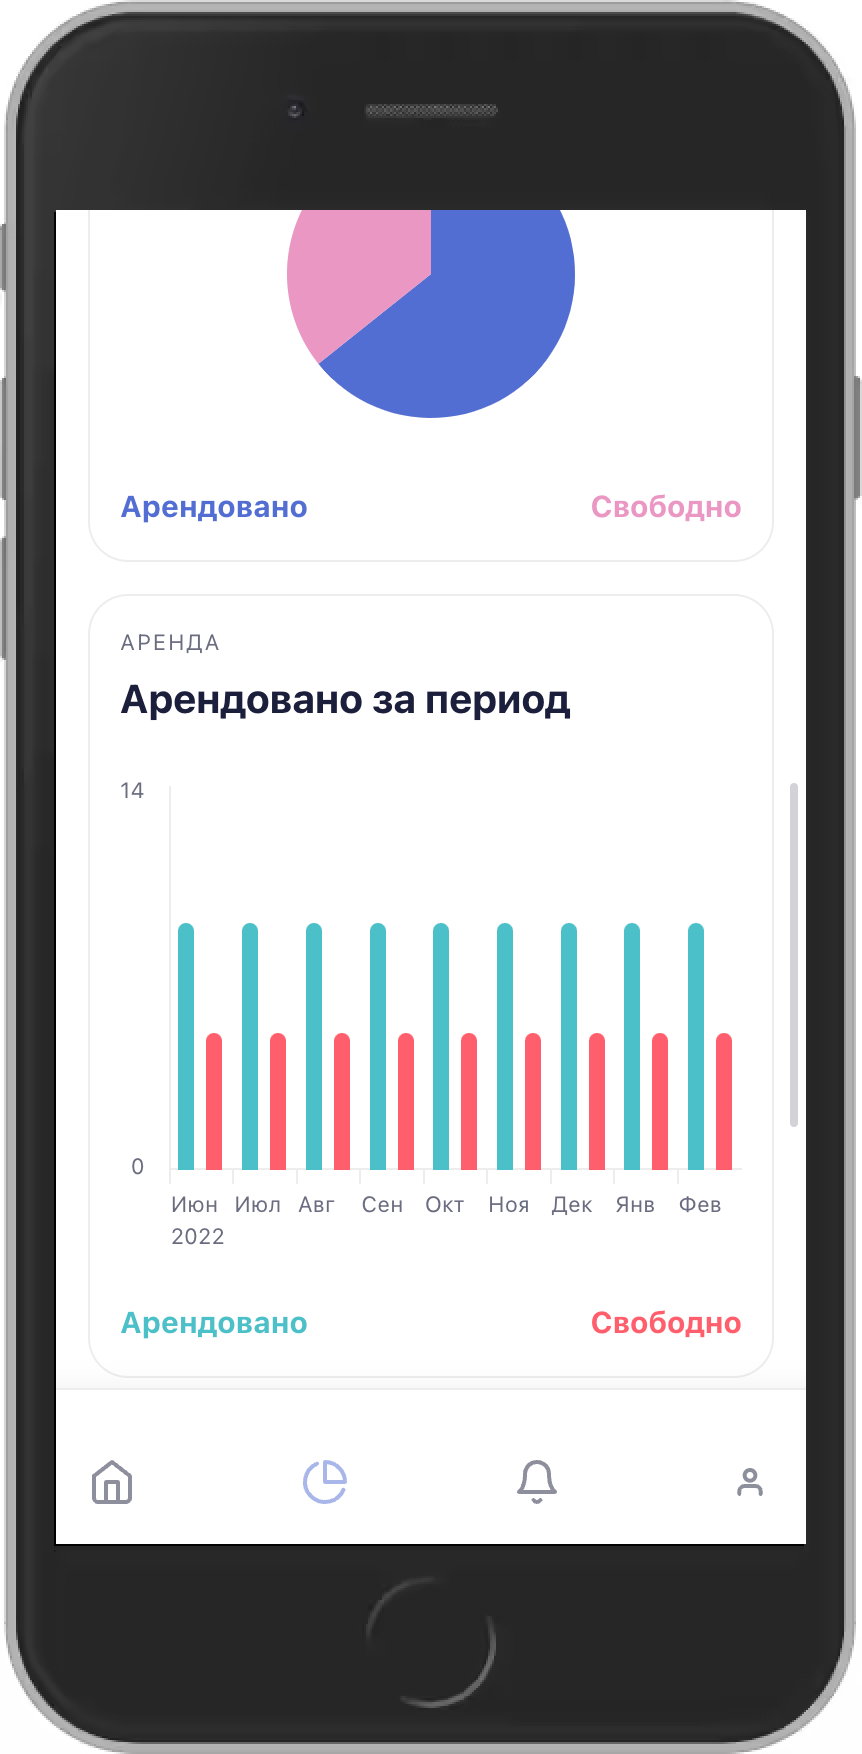 Арендовано
Свободно
АРЕНДА
Арендовано за период
14
0
Июн Июл Авг Сен Окт Ноя Дек Янв Фев
2022
Арендовано
Свободно